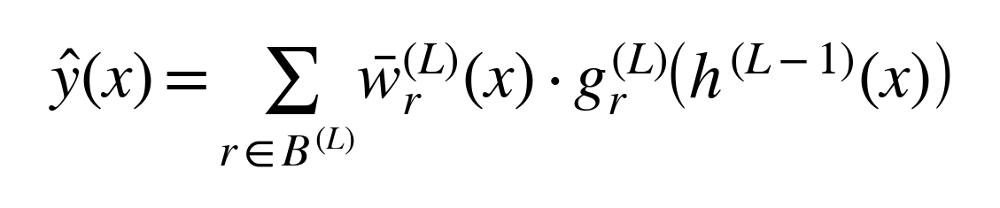 ŷ(x) = ∑_{r ∈ B^{(L)}} w̄_r^{(L)}(x) · g_r^{(L)}(h^{(L − 1)}(x))